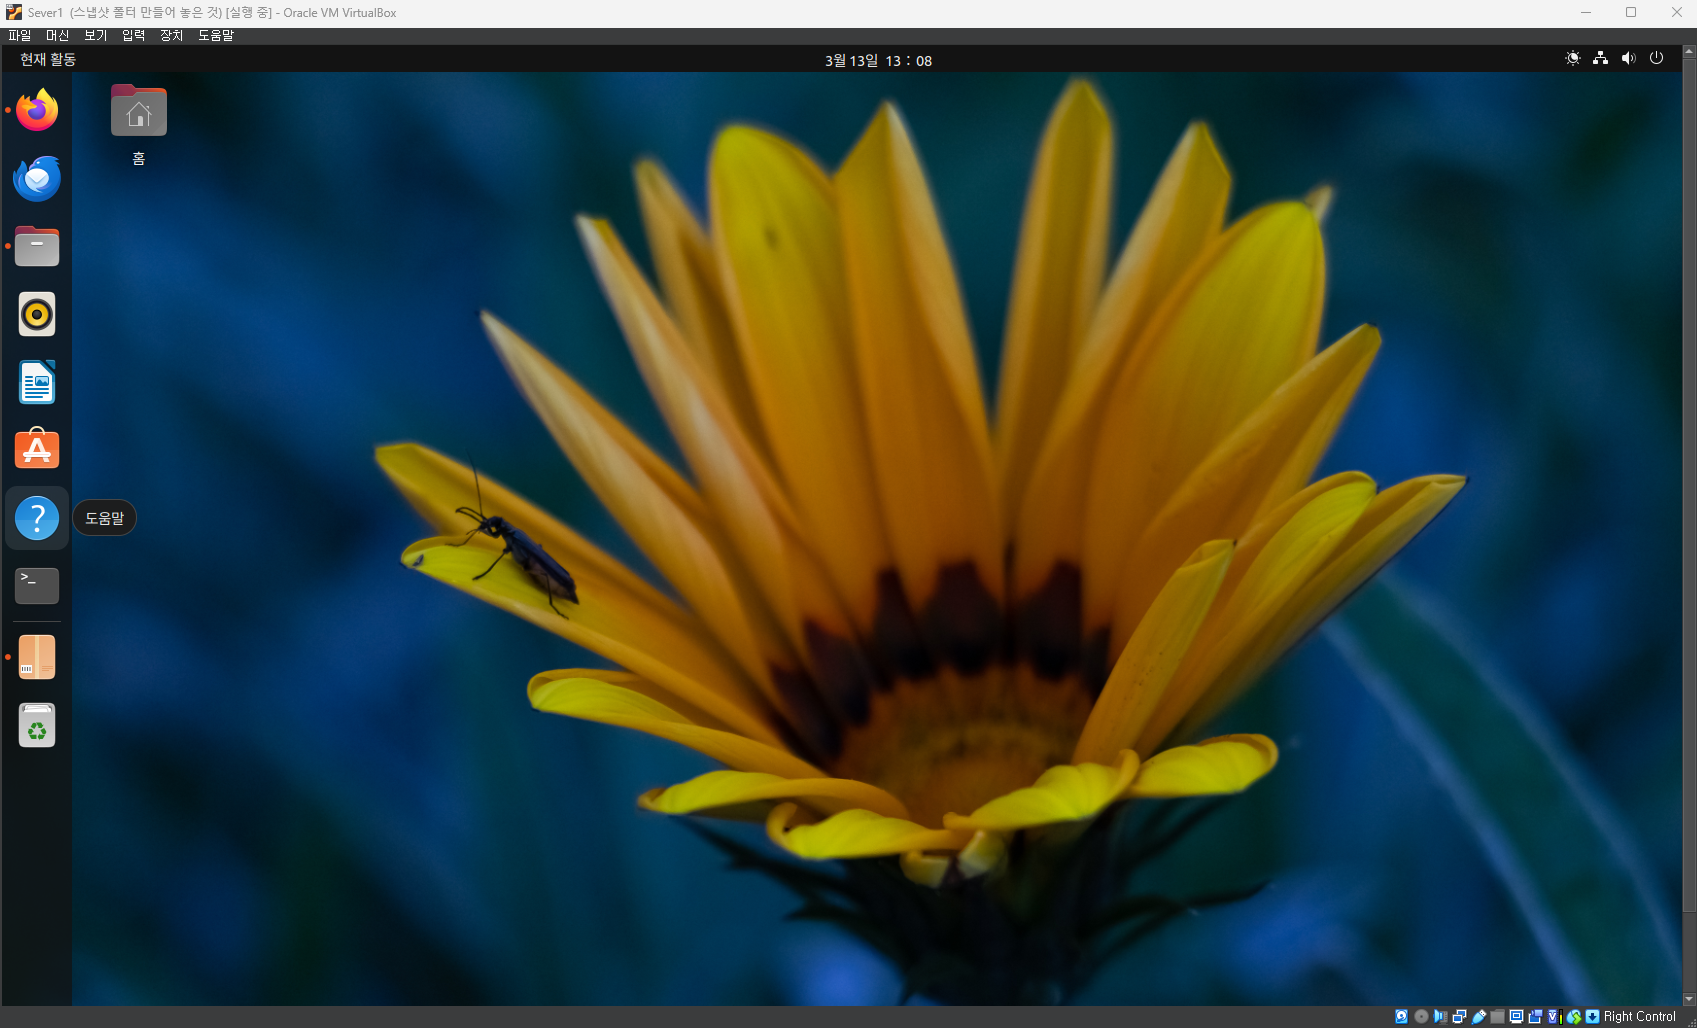 Sever1 (스냅샷 폴터 만들어 놓은 것) [실행 중] - Oracle VM VirtualBox
파일 머신 보기 입력 장치 도움말
현재 활동
3월 13일 13 : 08
홈
도움말
Right Control